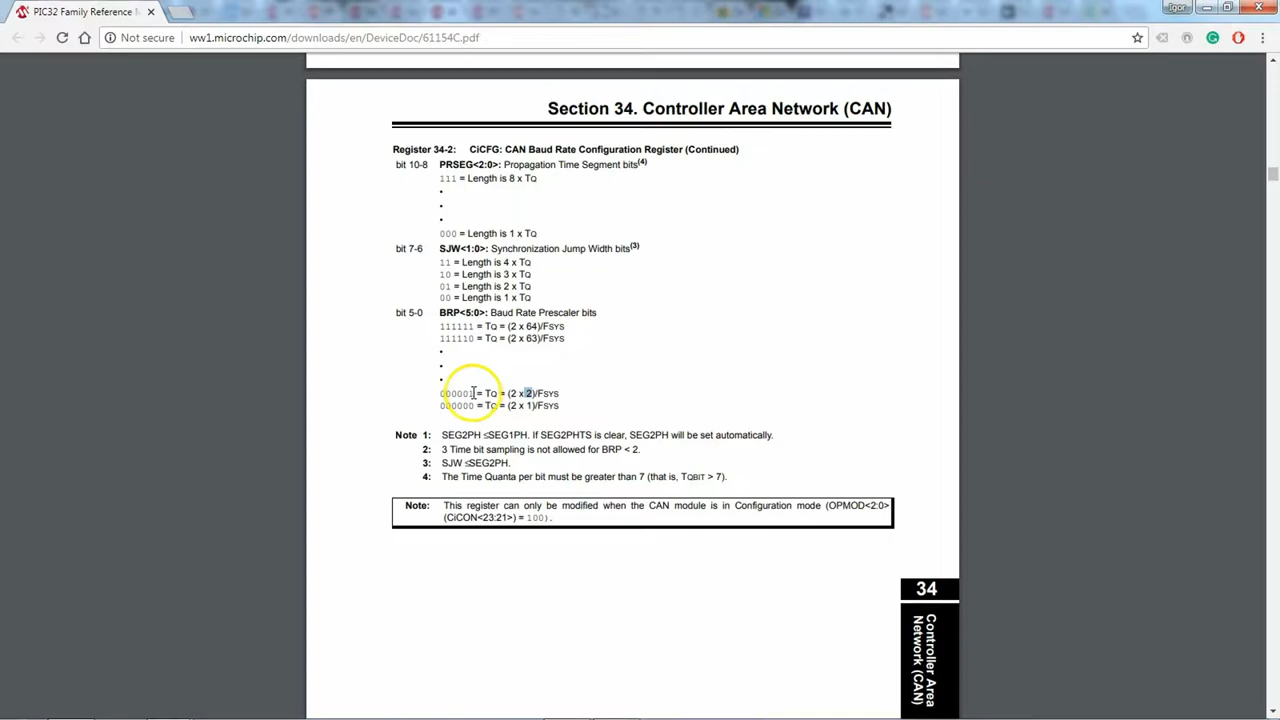 PIC32 Family Reference M
Igor
Not secure
ww1.microchip.com/downloads/en/DeviceDoc/61154C.pdf
Section 34. Controller Area Network (CAN)
Register 34-2: CiCFG: CAN Baud Rate Configuration Register (Continued)
bit 10-8 PRSEG<2:0>: Propagation Time Segment bits(4)
111 = Length is 8 x TQ
•
•
•
000 = Length is 1 x TQ
bit 7-6 SJW<1:0>: Synchronization Jump Width bits(3)
11 = Length is 4 x TQ
10 = Length is 3 x TQ
01 = Length is 2 x TQ
00 = Length is 1 x TQ
bit 5-0 BRP<5:0>: Baud Rate Prescaler bits
111111 = TQ = (2 x 64)/FSYS
111110 = TQ = (2 x 63)/FSYS
•
•
•
000001 = TQ = (2 x 2)/FSYS
000000 = TQ = (2 x 1)/FSYS
Note 1: SEG2PH ≤SEG1PH. If SEG2PHTS is clear, SEG2PH will be set automatically.
2: 3 Time bit sampling is not allowed for BRP < 2.
3: SJW ≤SEG2PH.
4: The Time Quanta per bit must be greater than 7 (that is, TQBIT > 7).
Note: This register can only be modified when the CAN module is in Configuration mode (OPMOD<2:0>
(CiCON<23:21>) = 100).
34
Controller Area
Network (CAN)